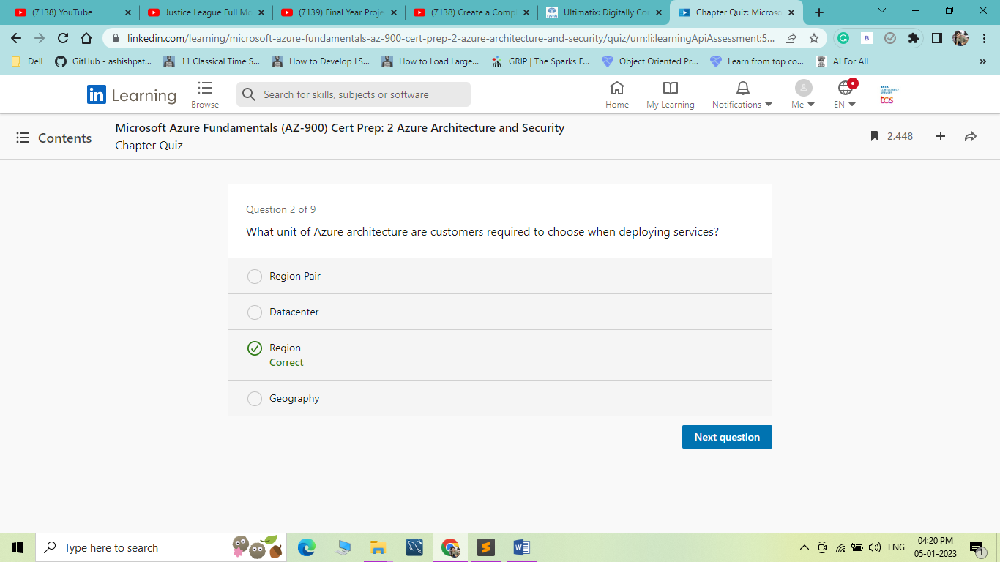 (7138) YouTube
Justice League Full Mo
(7139) Final Year Proje
(7138) Create a Comp
Ultimatix: Digitally Co
Chapter Quiz: Microso
linkedin.com/learning/microsoft-azure-fundamentals-az-900-cert-prep-2-azure-architecture-and-security/quiz/urn:li:learningApiAssessment:5...
Dell
GitHub - ashishpat...
11 Classical Time S...
How to Develop LS...
How to Load Large...
GRIP | The Sparks F...
Object Oriented Pr...
Learn from top co...
AI For All
»
in Learning
Browse
Search for skills, subjects or software
Home
My Learning
Notifications
Me
EN
TATA
CONSULTANCY
SERVICES
tcs
Contents
Microsoft Azure Fundamentals (AZ-900) Cert Prep: 2 Azure Architecture and Security
Chapter Quiz
2,448
Question 2 of 9
What unit of Azure architecture are customers required to choose when deploying services?
Region Pair
Datacenter
Region
Correct
Geography
Next question
Type here to search
ENG
04:20 PM
05-01-2023
1